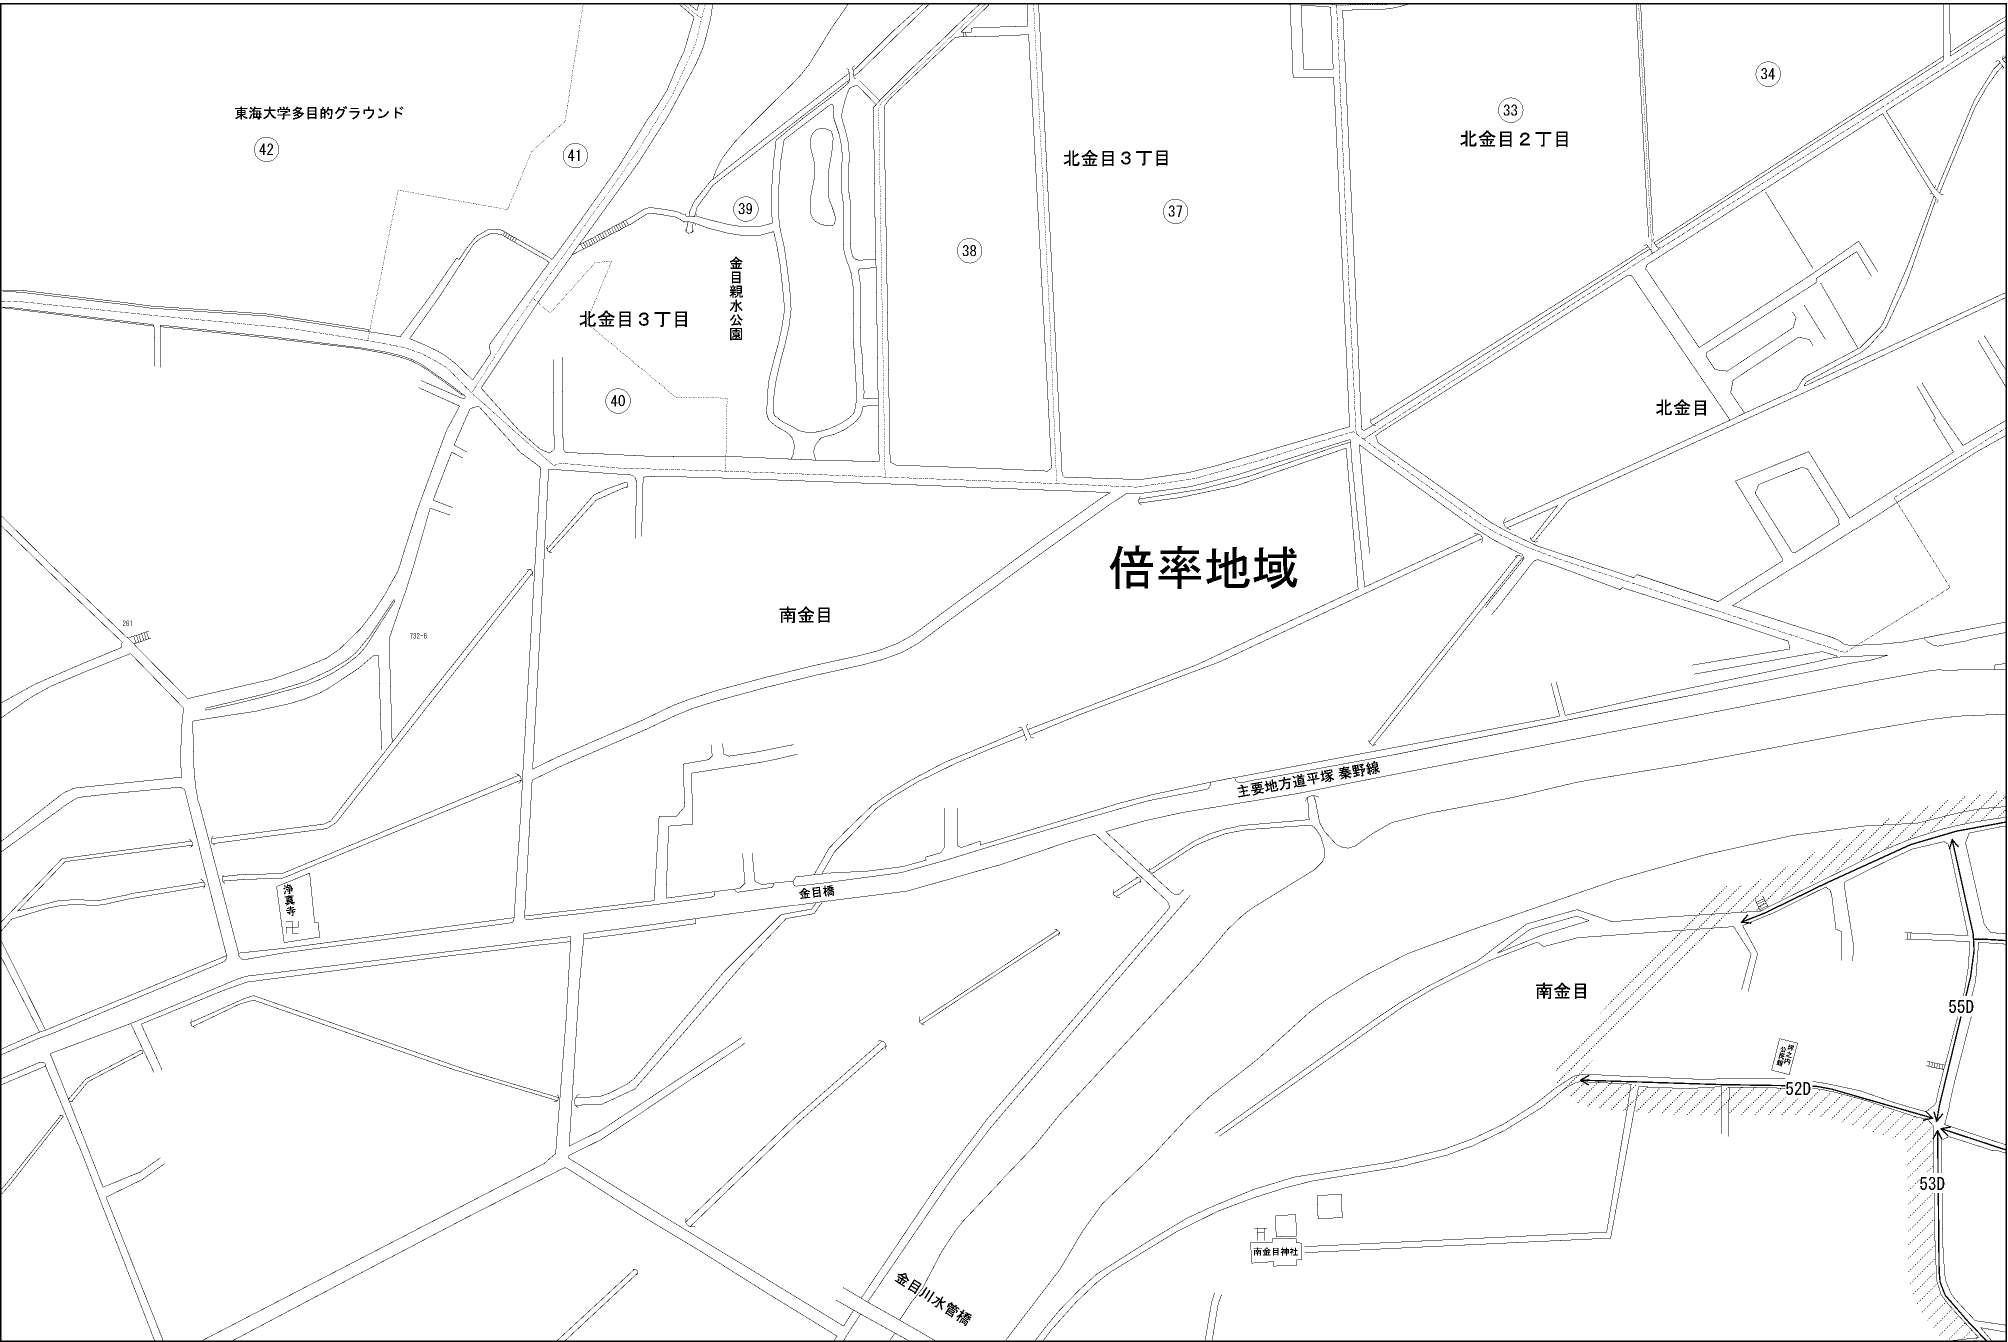 東海大学多目的グラウンド
42
41
39
38
北金目３丁目
37
33
北金目２丁目
34
金目親水公園
北金目３丁目
40
北金目
倍率地域
南金目
261
732-6
主要地方道平塚 秦野線
金目橋
浄真寺
南金目
55D
52D
53D
南金目神社
金目川水管橋